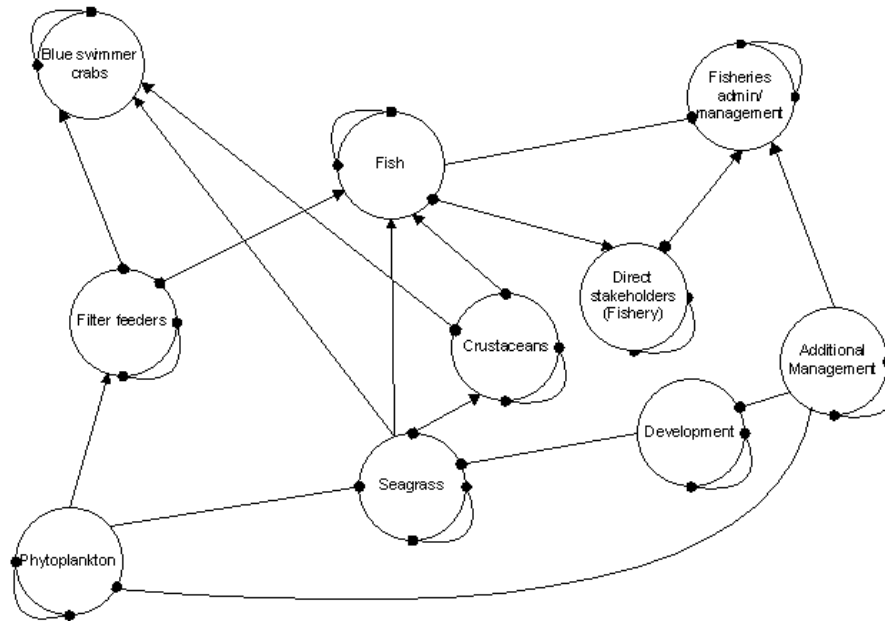 Blue swimmer
crabs
Fisheries
admin/
management
Fish
Direct
stakeholders
(Fishery)
Filter feeders
Crustaceans
Additional
Management
Development
Seagrass
Phytoplankton